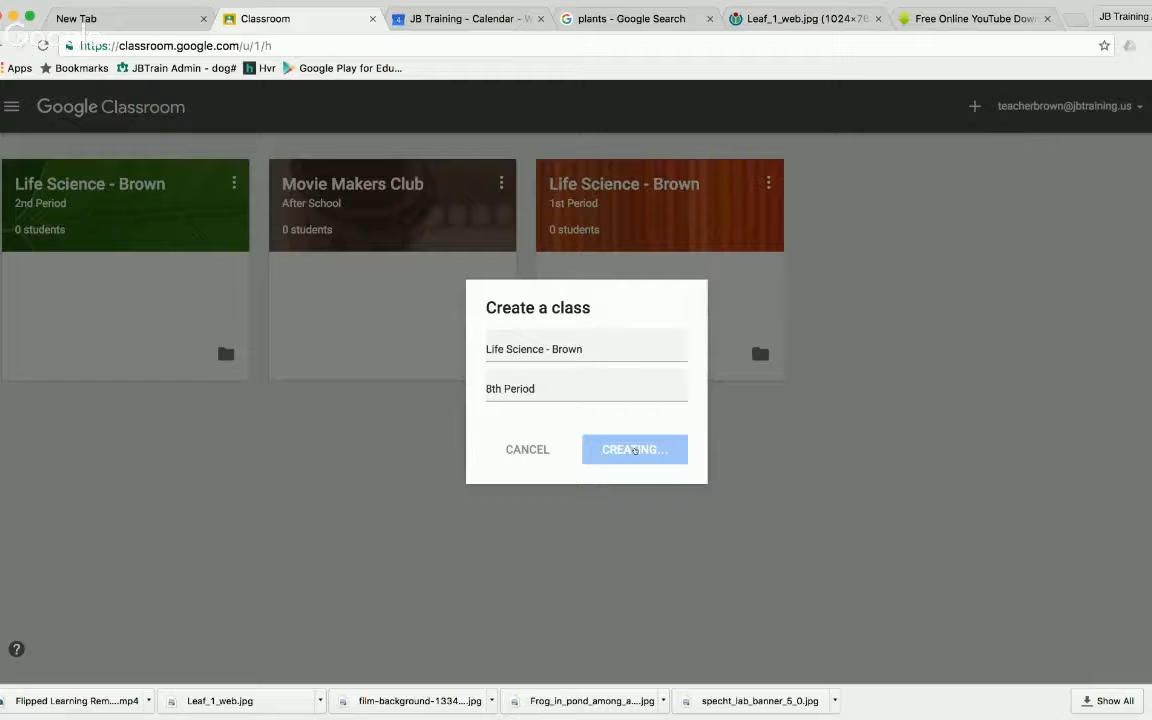 New Tab
Classroom
JB Training - Calendar - W
plants - Google Search
Leaf_1_web.jpg (1024×76
Free Online YouTube Dow
JB Training
https://classroom.google.com/u/1/h
Apps
Bookmarks
JBTrain Admin - dog#
Hvr
Google Play for Edu...
Google Classroom
teacherbrown@jbtraining.us
Life Science - Brown
2nd Period
0 students
Movie Makers Club
After School
0 students
Life Science - Brown
1st Period
0 students
Create a class
Life Science - Brown
8th Period
CANCEL
CREATING...
Flipped Learning Rem....mp4
Leaf_1_web.jpg
film-background-1334....jpg
Frog_in_pond_among_a....jpg
specht_lab_banner_5_0.jpg
Show All